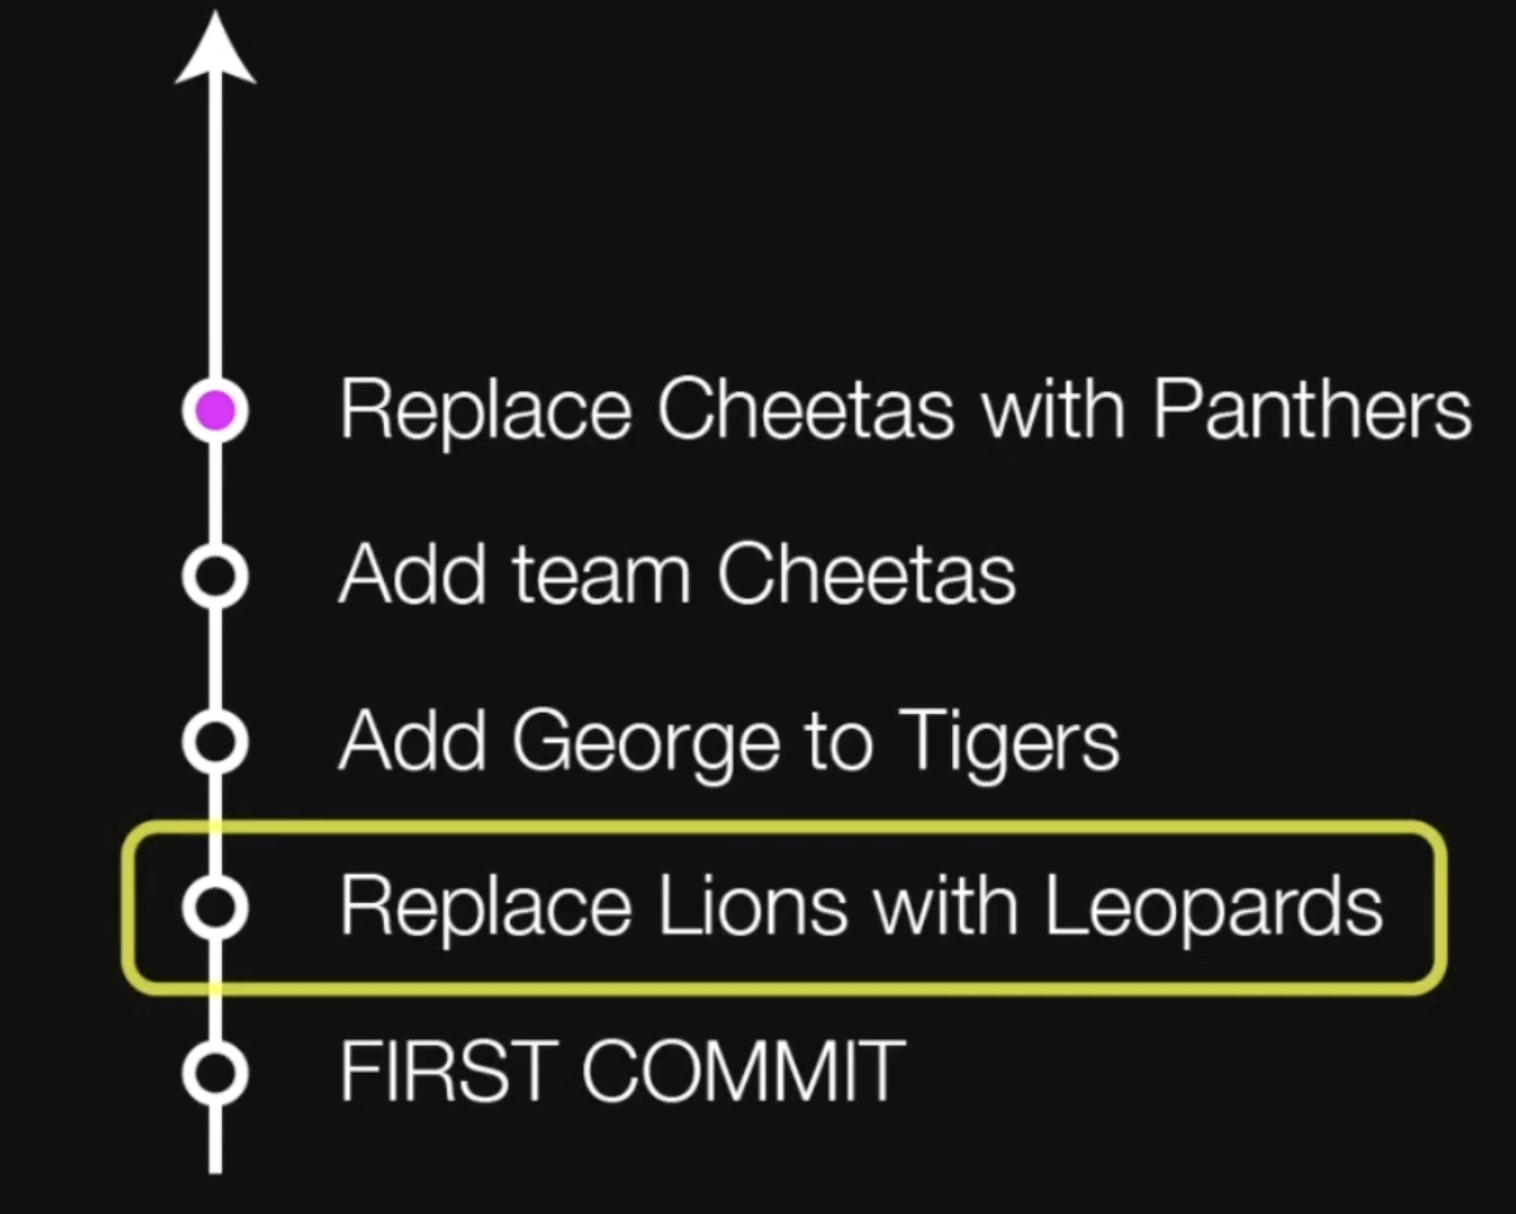 Replace Cheetas with Panthers
Add team Cheetas
Add George to Tigers
Replace Lions with Leopards
FIRST COMMIT